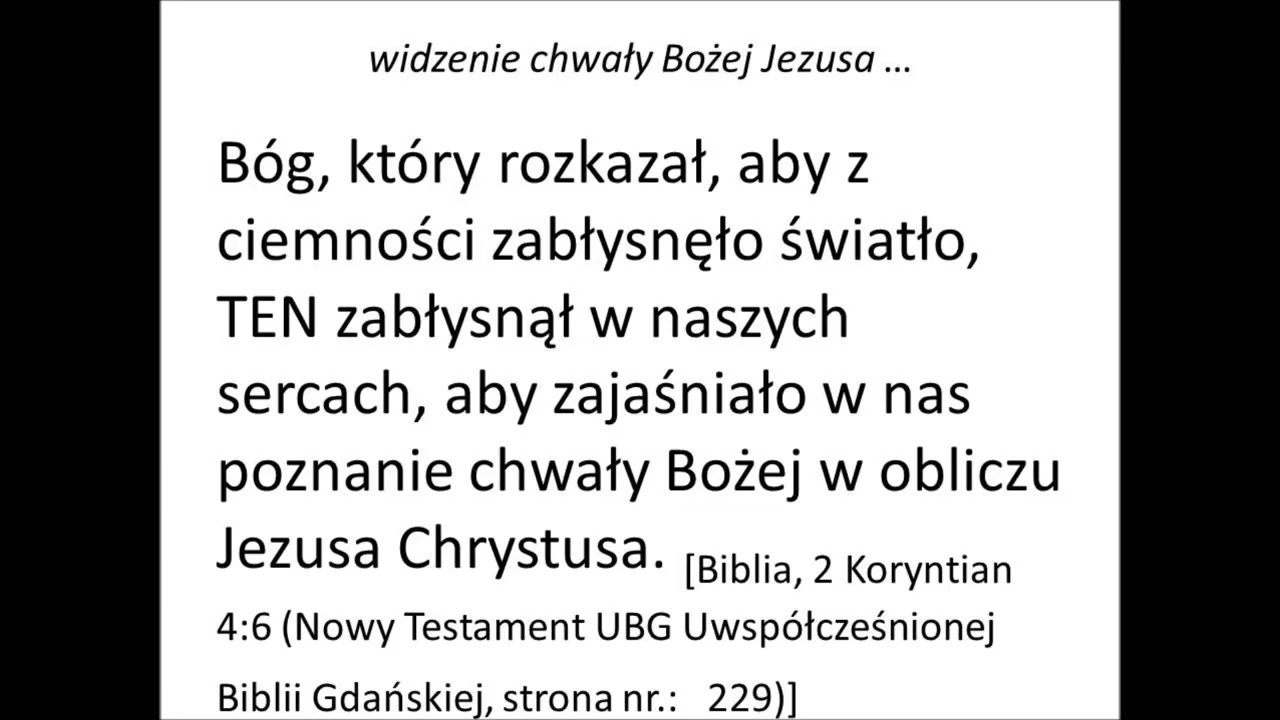 widzenie chwały Bożej Jezusa ...
Bóg, który rozkazał, aby z
ciemności zabłysnęło światło,
TEN zabłysnął w naszych
sercach, aby zajaśniało w nas
poznanie chwały Bożej w obliczu
Jezusa Chrystusa. [Biblia, 2 Koryntian
4:6 (Nowy Testament UBG Uwspółcześnionej
Biblii Gdańskiej, strona nr.: 229)]